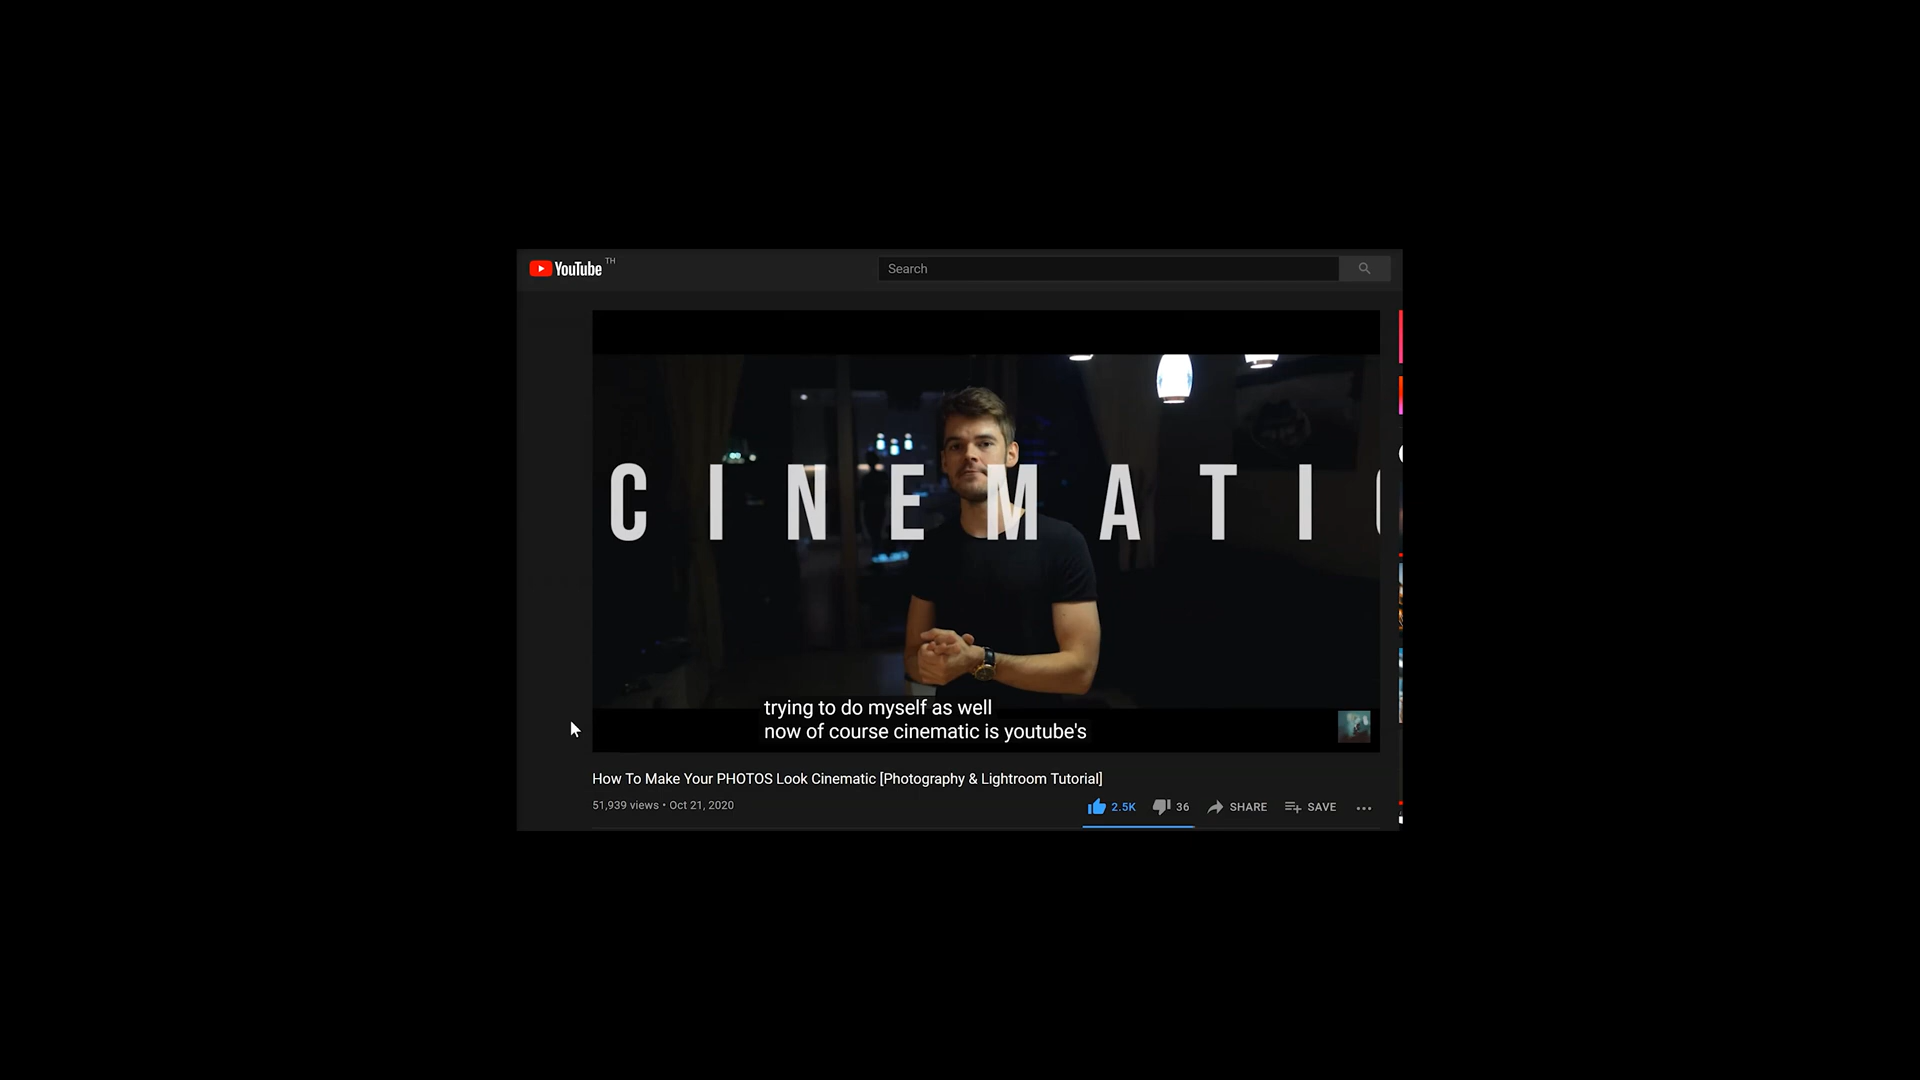 YouTube TH
Search
CINEMATIC
trying to do myself as well
now of course cinematic is youtube's
How To Make Your PHOTOS Look Cinematic [Photography & Lightroom Tutorial]
51,939 views • Oct 21, 2020
2.5K 36 SHARE SAVE